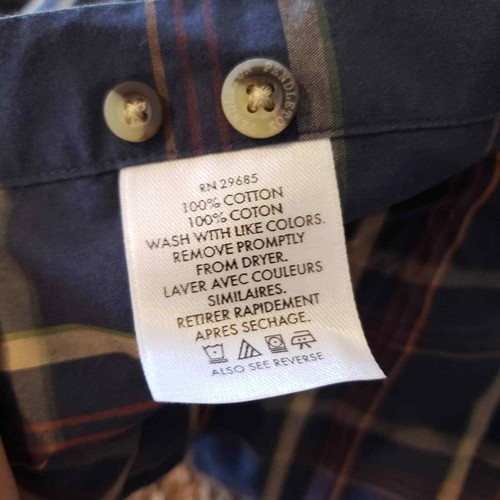 PENDLETON
RN 29685
100% COTTON
100% COTON
WASH WITH LIKE COLORS.
REMOVE PROMPTLY
FROM DRYER.
LAVER AVEC COULEURS
SIMILAIRES.
RETIRER RAPIDEMENT
APRES SECHAGE.
ALSO SEE REVERSE